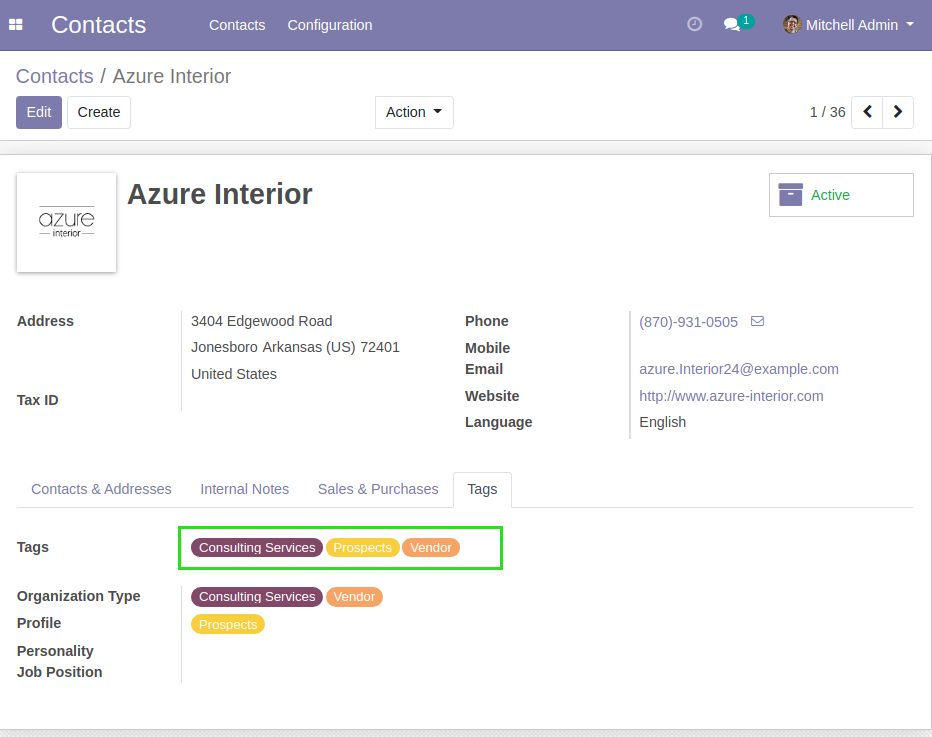 Contacts Contacts Configuration 1 Mitchell Admin
Contacts / Azure Interior
Edit Create Action 1 / 36
azure
interior
Azure Interior
Active
Address 3404 Edgewood Road
Jonesboro Arkansas (US) 72401
United States
Tax ID
Phone (870)-931-0505
Mobile
Email azure.Interior24@example.com
Website http://www.azure-interior.com
Language English
Contacts & Addresses Internal Notes Sales & Purchases Tags
Tags Consulting Services Prospects Vendor
Organization Type Consulting Services Vendor
Profile Prospects
Personality
Job Position